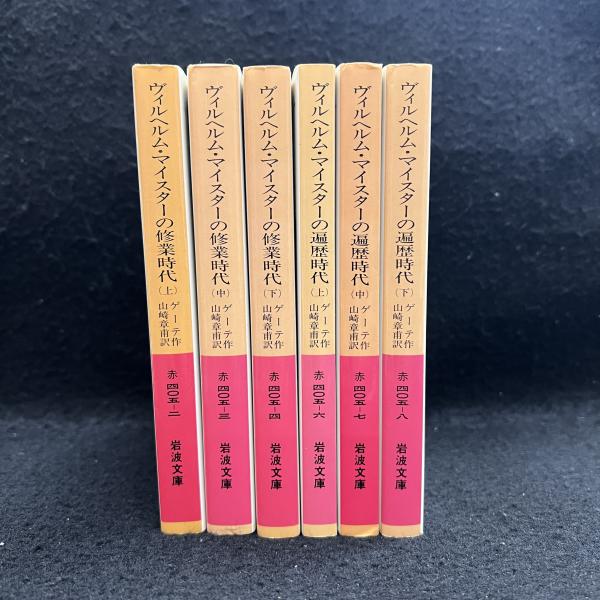 ヴィルヘルム・マイスターの修業時代（上）
ゲーテ作
山崎章甫訳
赤 四〇五-二
岩波文庫
ヴィルヘルム・マイスターの修業時代（中）
ゲーテ作
山崎章甫訳
赤 四〇五-三
岩波文庫
ヴィルヘルム・マイスターの修業時代（下）
ゲーテ作
山崎章甫訳
赤 四〇五-四
岩波文庫
ヴィルヘルム・マイスターの遍歴時代（上）
ゲーテ作
山崎章甫訳
赤 四〇五-六
岩波文庫
ヴィルヘルム・マイスターの遍歴時代（中）
ゲーテ作
山崎章甫訳
赤 四〇五-七
岩波文庫
ヴィルヘルム・マイスターの遍歴時代（下）
ゲーテ作
山崎章甫訳
赤 四〇五-八
岩波文庫